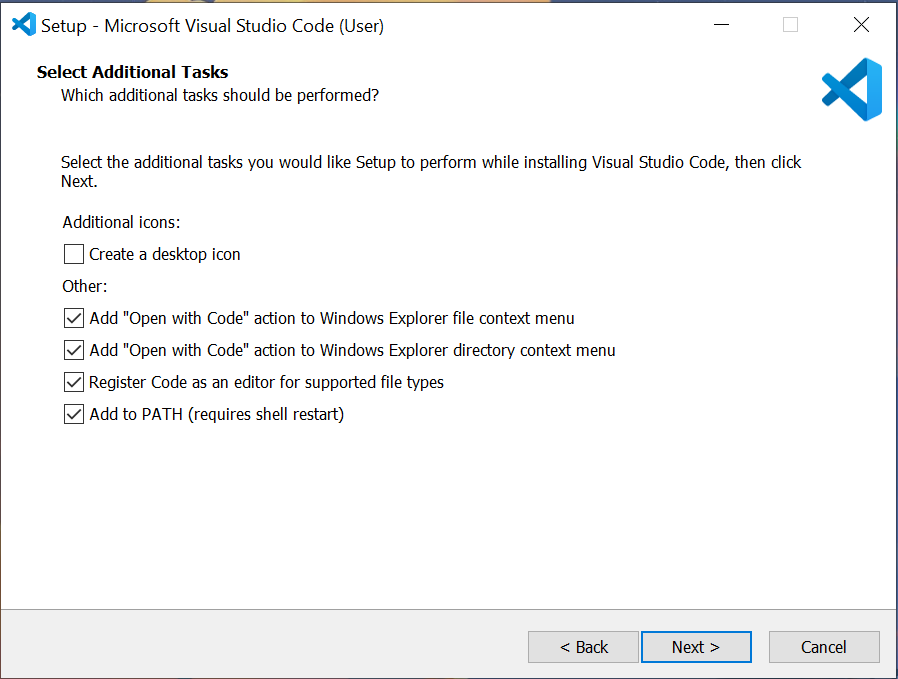 Setup - Microsoft Visual Studio Code (User)
Select Additional Tasks
Which additional tasks should be performed?
Select the additional tasks you would like Setup to perform while installing Visual Studio Code, then click
Next.
Additional icons:
Create a desktop icon
Other:
Add "Open with Code" action to Windows Explorer file context menu
Add "Open with Code" action to Windows Explorer directory context menu
Register Code as an editor for supported file types
Add to PATH (requires shell restart)
< Back Next > Cancel